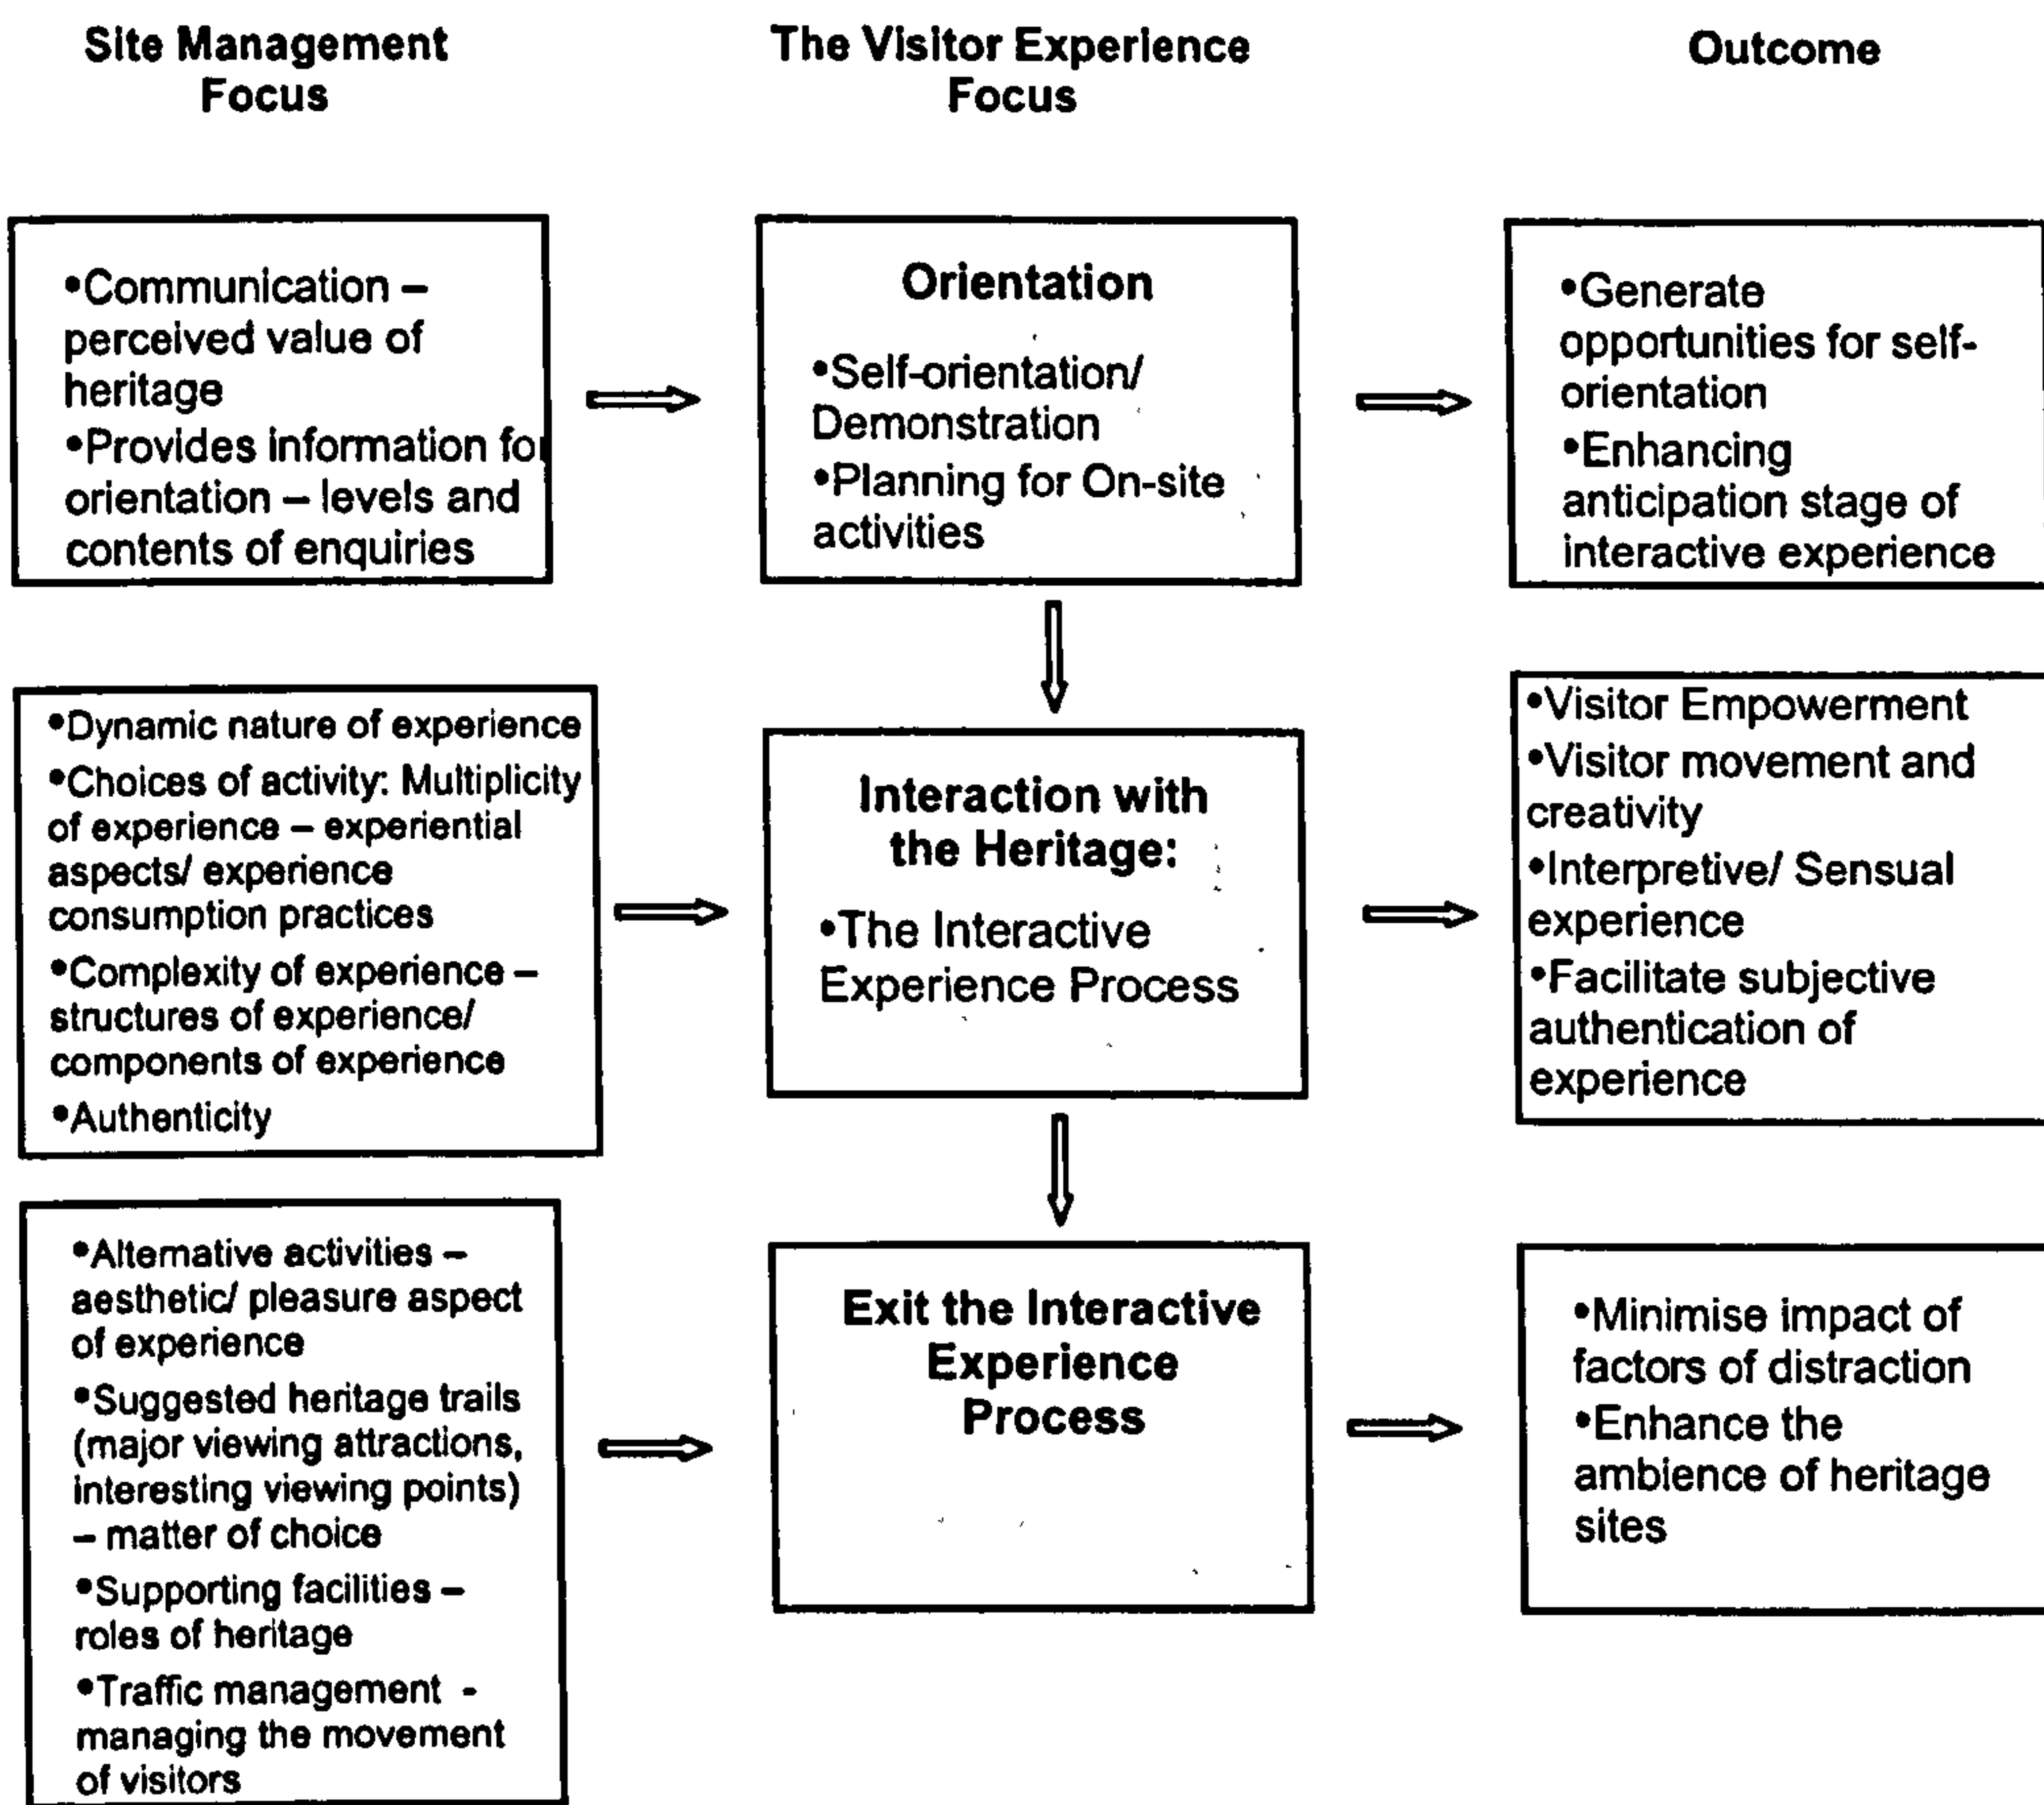 Site Management
Focus
The Visitor Experience
Focus
Outcome
•Communication –
perceived value of
heritage
•Provides information for
orientation – levels and
contents of enquiries
Orientation
•Self-orientation/
Demonstration
•Planning for On-site
activities
•Generate
opportunities for self-
orientation
•Enhancing
anticipation stage of
interactive experience
•Dynamic nature of experience
•Choices of activity: Multiplicity
of experience – experiential
aspects/ experience
consumption practices
•Complexity of experience –
structures of experience/
components of experience
•Authenticity
Interaction with
the Heritage:
•The Interactive
Experience Process
•Visitor Empowerment
•Visitor movement and
creativity
•Interpretive/ Sensual
experience
•Facilitate subjective
authentication of
experience
•Alternative activities –
aesthetic/ pleasure aspect
of experience
•Suggested heritage trails
(major viewing attractions,
interesting viewing points)
– matter of choice
•Supporting facilities –
roles of heritage
•Traffic management -
managing the movement
of visitors
Exit the Interactive
Experience
Process
•Minimise impact of
factors of distraction
•Enhance the
ambience of heritage
sites